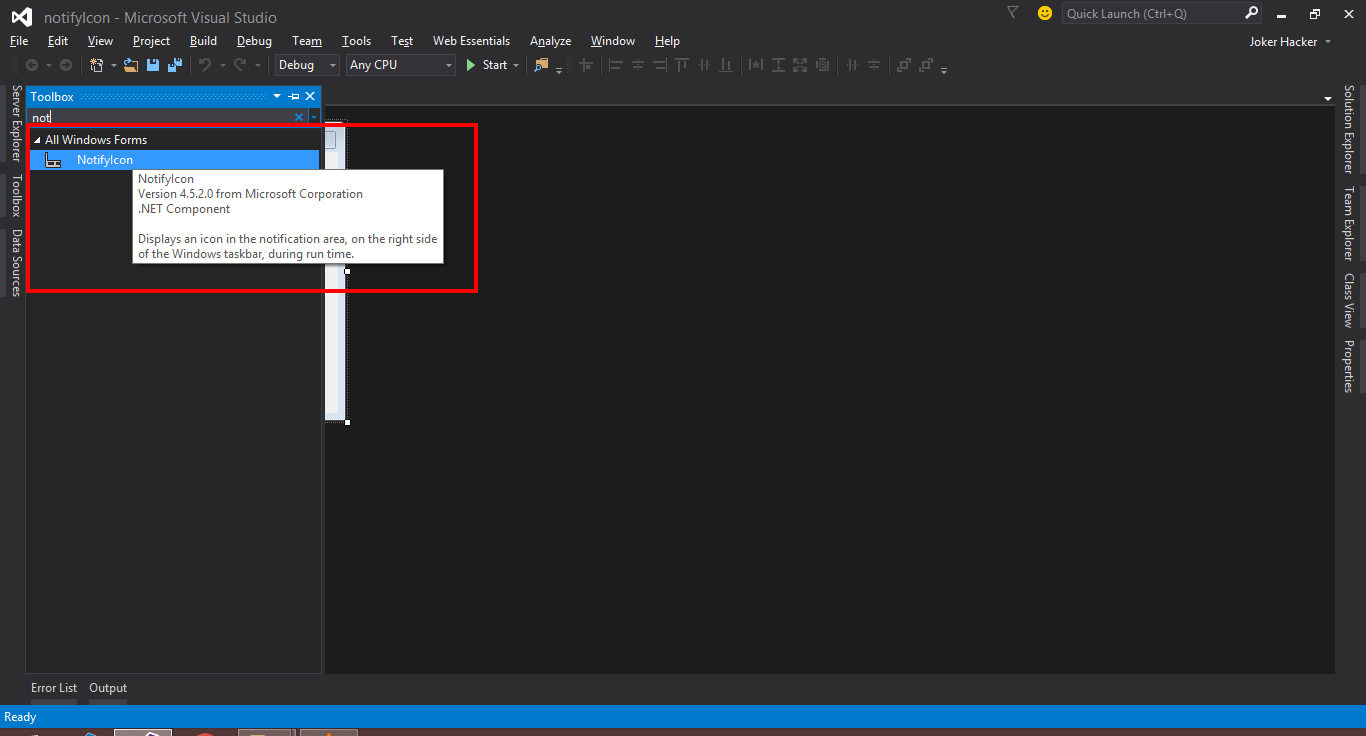 notifyIcon - Microsoft Visual Studio
Quick Launch (Ctrl+Q)
File Edit View Project Build Debug Team Tools Test Web Essentials Analyze Window Help
Joker Hacker
Debug Any CPU Start
Server Explorer
Toolbox
Data Sources
Toolbox
not
All Windows Forms
NotifyIcon
NotifyIcon
Version 4.5.2.0 from Microsoft Corporation
.NET Component
Displays an icon in the notification area, on the right side
of the Windows taskbar, during run time.
Solution Explorer
Team Explorer
Class View
Properties
Error List Output
Ready